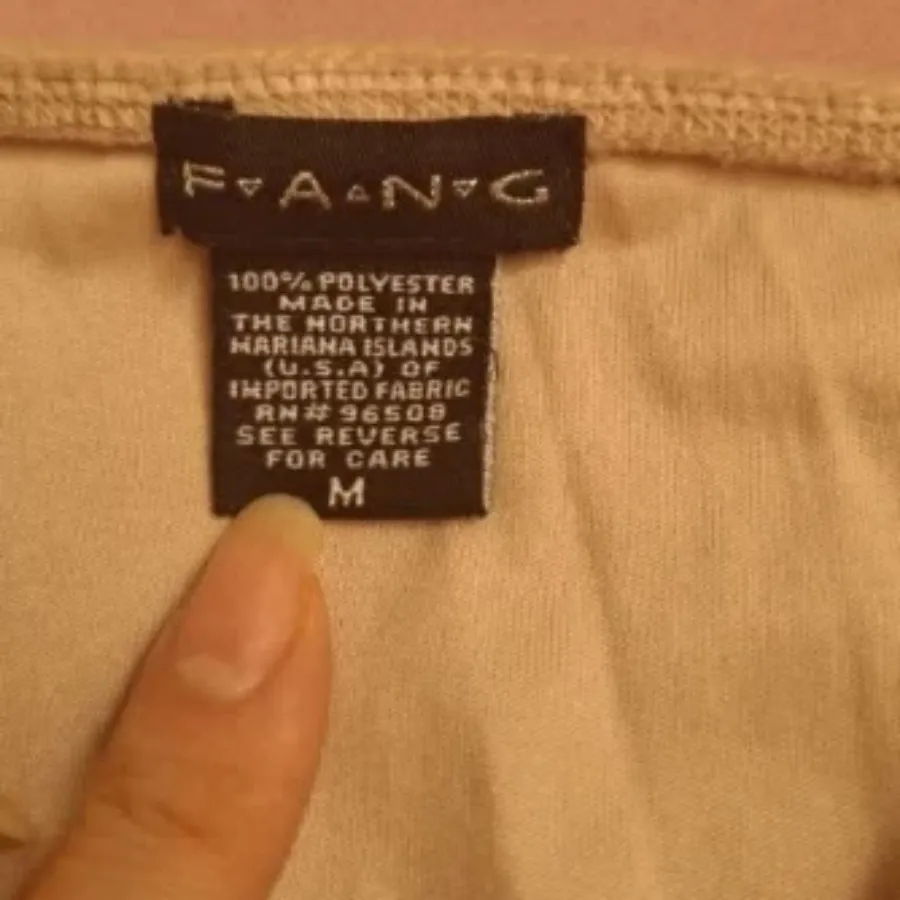 F▽A△N▽G
100% POLYESTER
MADE IN
THE NORTHERN
MARIANA ISLANDS
(U.S.A) OF
IMPORTED FABRIC
RN# 96508
SEE REVERSE
FOR CARE
M